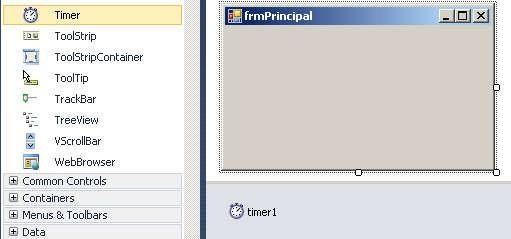 Timer
ToolStrip
ToolStripContainer
ToolTip
TrackBar
TreeView
VScrollBar
WebBrowser
Common Controls
Containers
Menus & Toolbars
Data
frmPrincipal
timer1